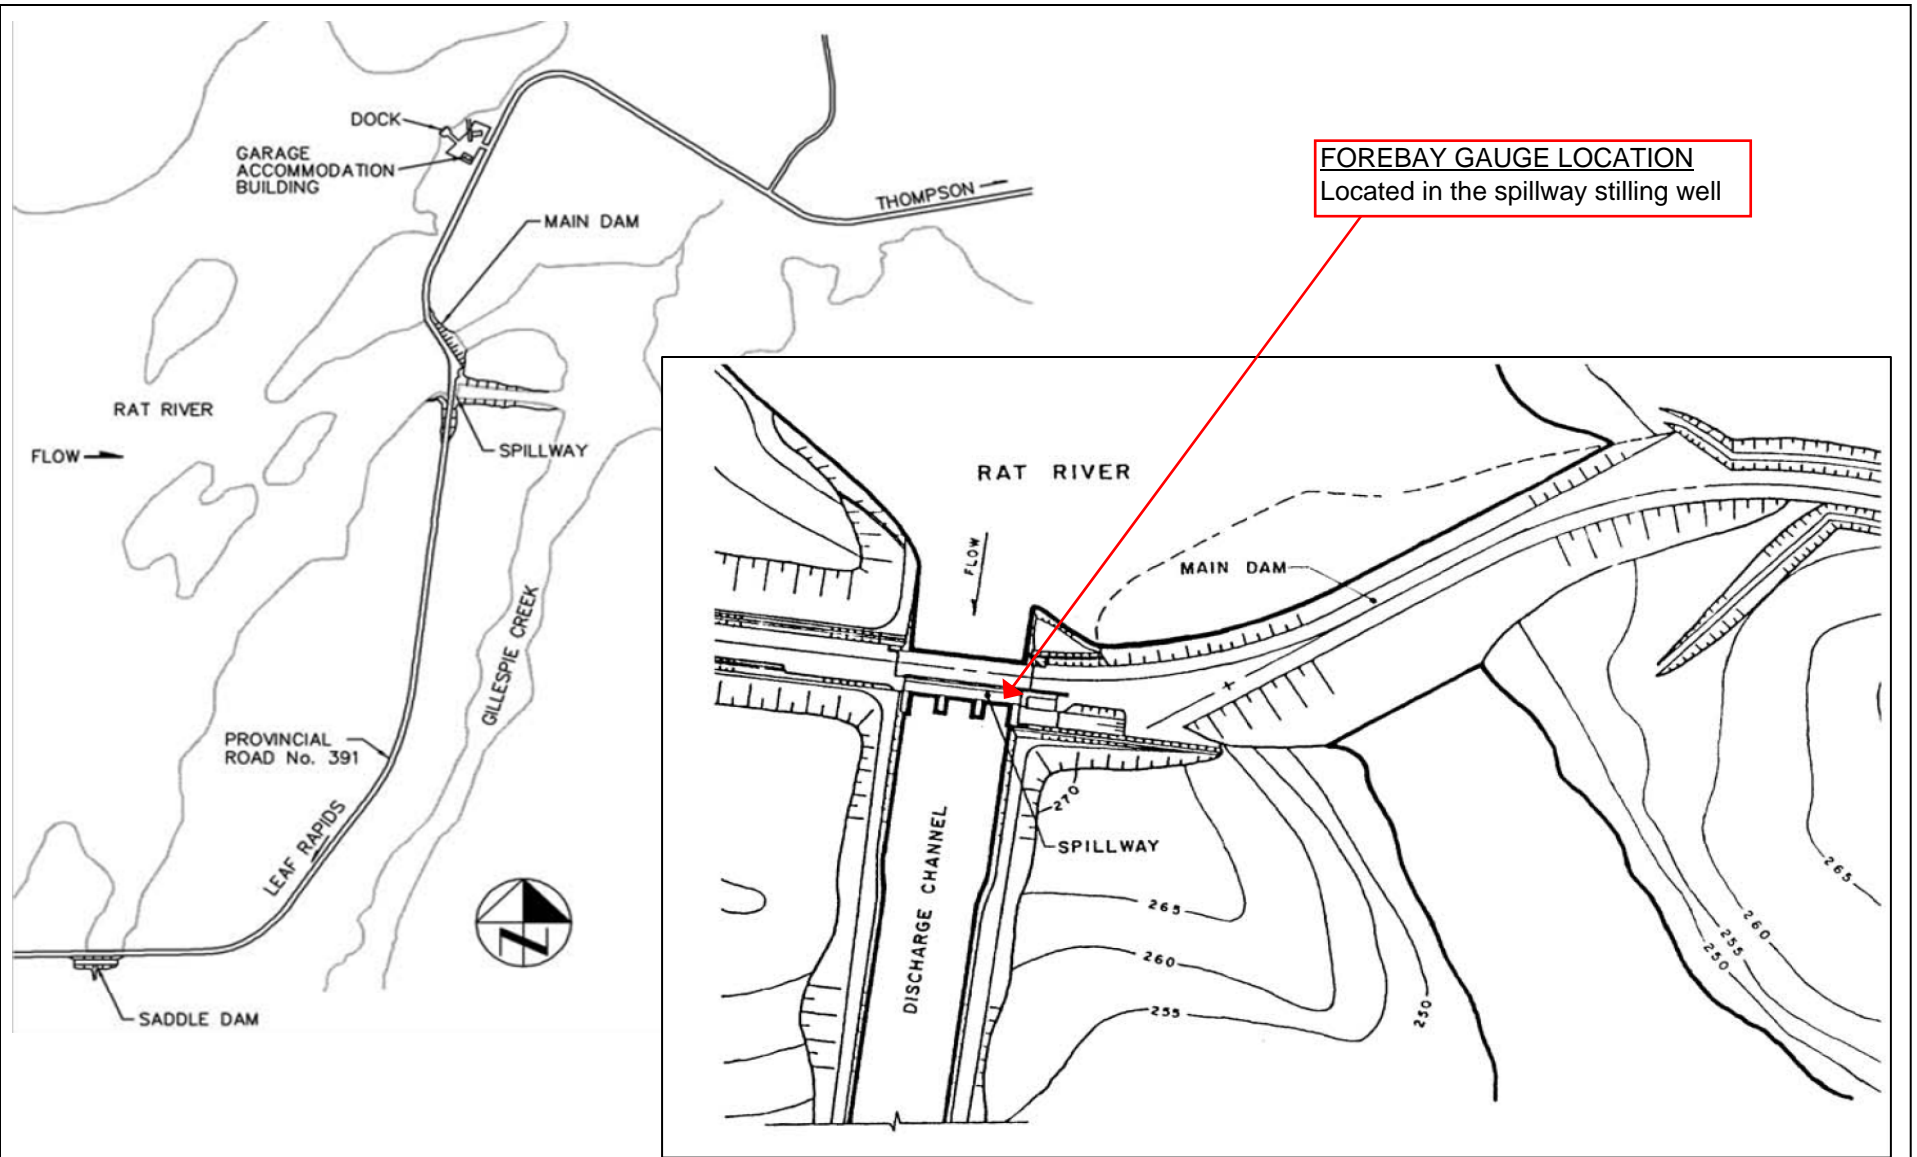 DOCK
GARAGE
ACCOMMODATION
BUILDING
MAIN DAM
THOMPSON
RAT RIVER
FLOW
SPILLWAY
GILLESPIE CREEK
PROVINCIAL
ROAD No. 391
LEAF RAPIDS
N
SADDLE DAM
FOREBAY GAUGE LOCATION
Located in the spillway stilling well
RAT RIVER
FLOW
MAIN DAM
270
SPILLWAY
DISCHARGE CHANNEL
265
260
255
250
265
260
255
250